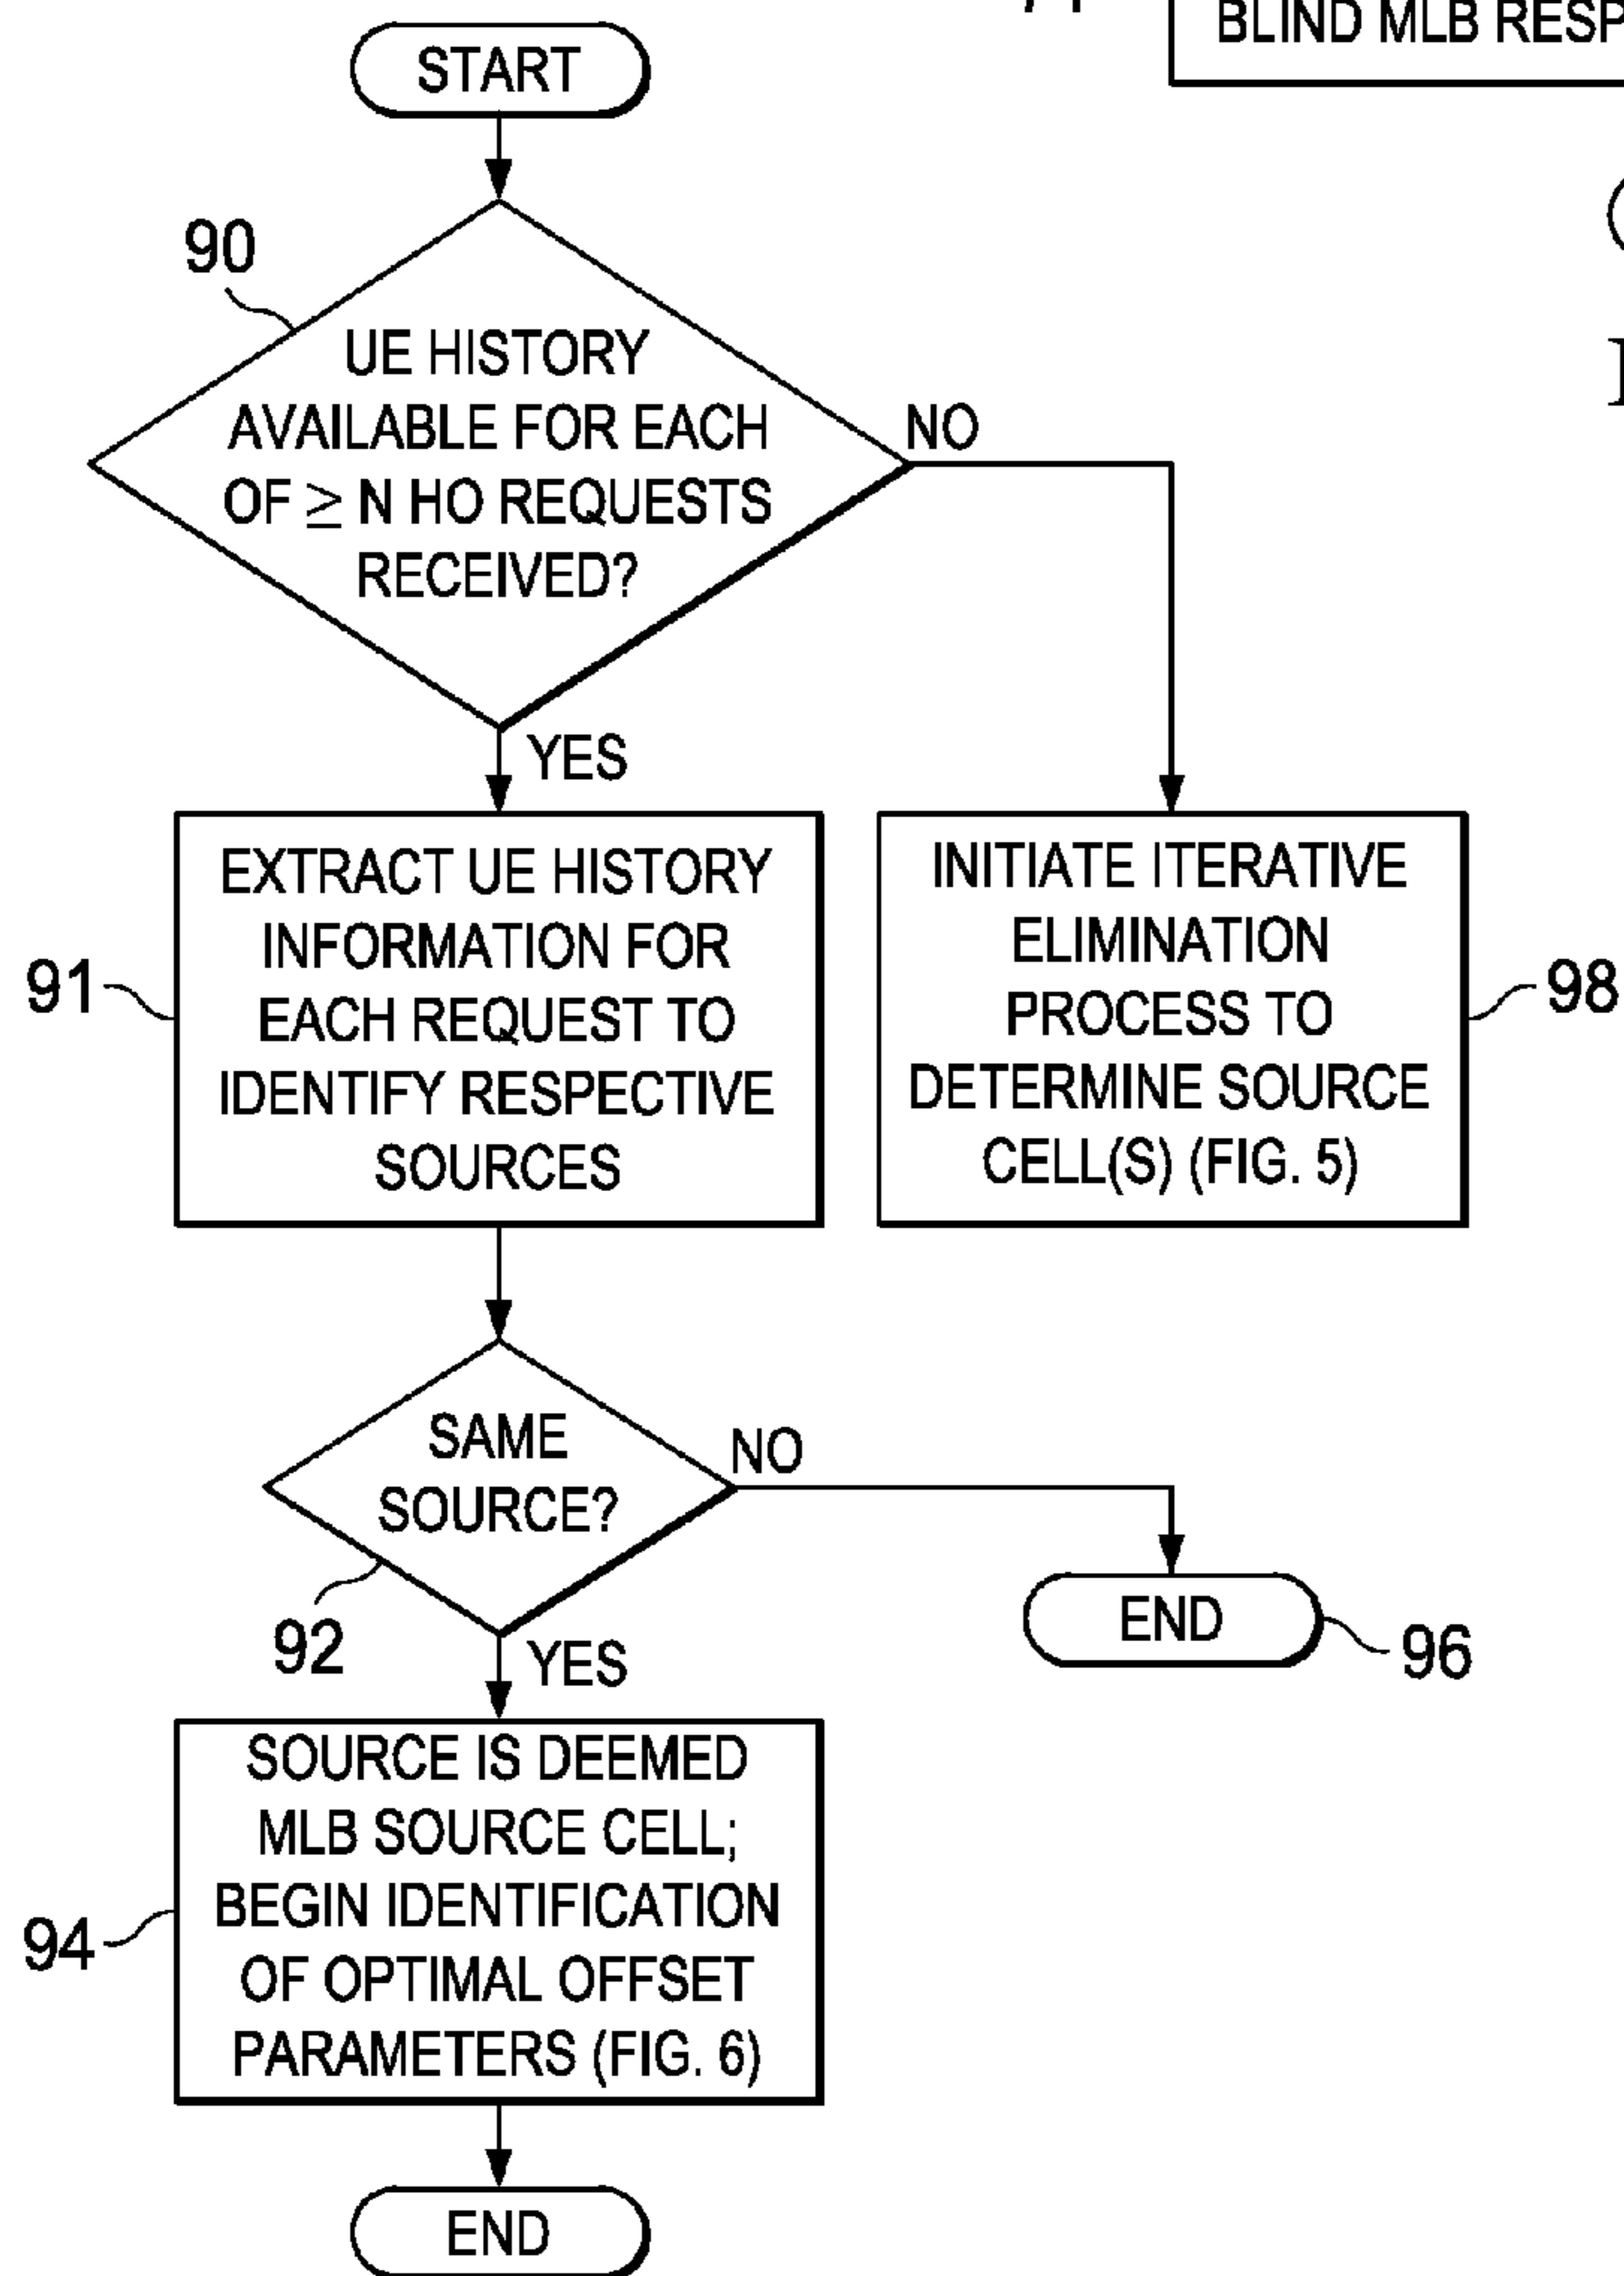 BLIND MLB
START
90
UE HISTORY
AVAILABLE FOR EACH
OF ≥ N HO REQUESTS
RECEIVED?
NO
YES
EXTRACT UE HISTORY
INFORMATION FOR
EACH REQUEST TO
IDENTIFY RESPECTIVE
SOURCES
91
INITIATE ITERATIVE
ELIMINATION
PROCESS TO
DETERMINE SOURCE
CELL(S) (FIG. 5)
98
SAME
SOURCE?
NO
92
YES
END
96
SOURCE IS DEEMED
MLB SOURCE CELL;
BEGIN IDENTIFICATION
OF OPTIMAL OFFSET
PARAMETERS (FIG. 6)
94
END